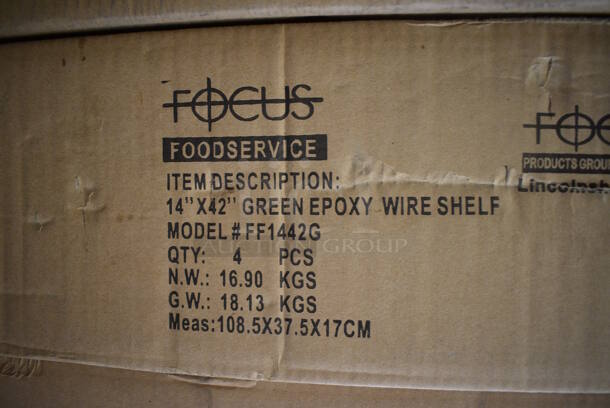 FOCUS
FOODSERVICE
ITEM DESCRIPTION:
14"X42" GREEN EPOXY WIRE SHELF
MODEL # FF1442G
QTY: 4 PCS
N.W.: 16.90 KGS
G.W.: 18.13 KGS
Meas:108.5X37.5X17CM
PRODUCTS GROU
GROUP